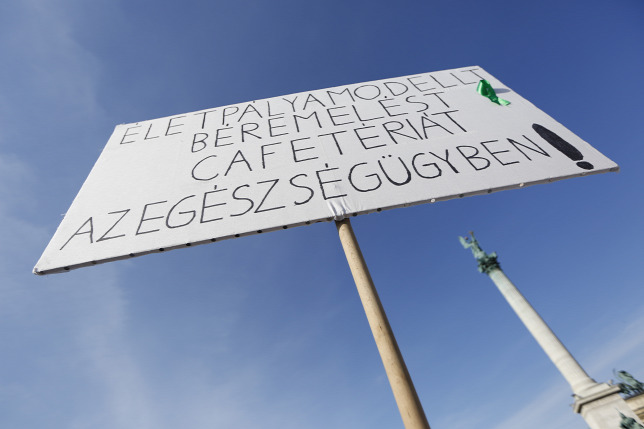 ÉLETPÁLYAMODELLT
BÉREMELÉST
CAFETÉRIÁT
AZ EGÉSZSÉGÜGYBEN!